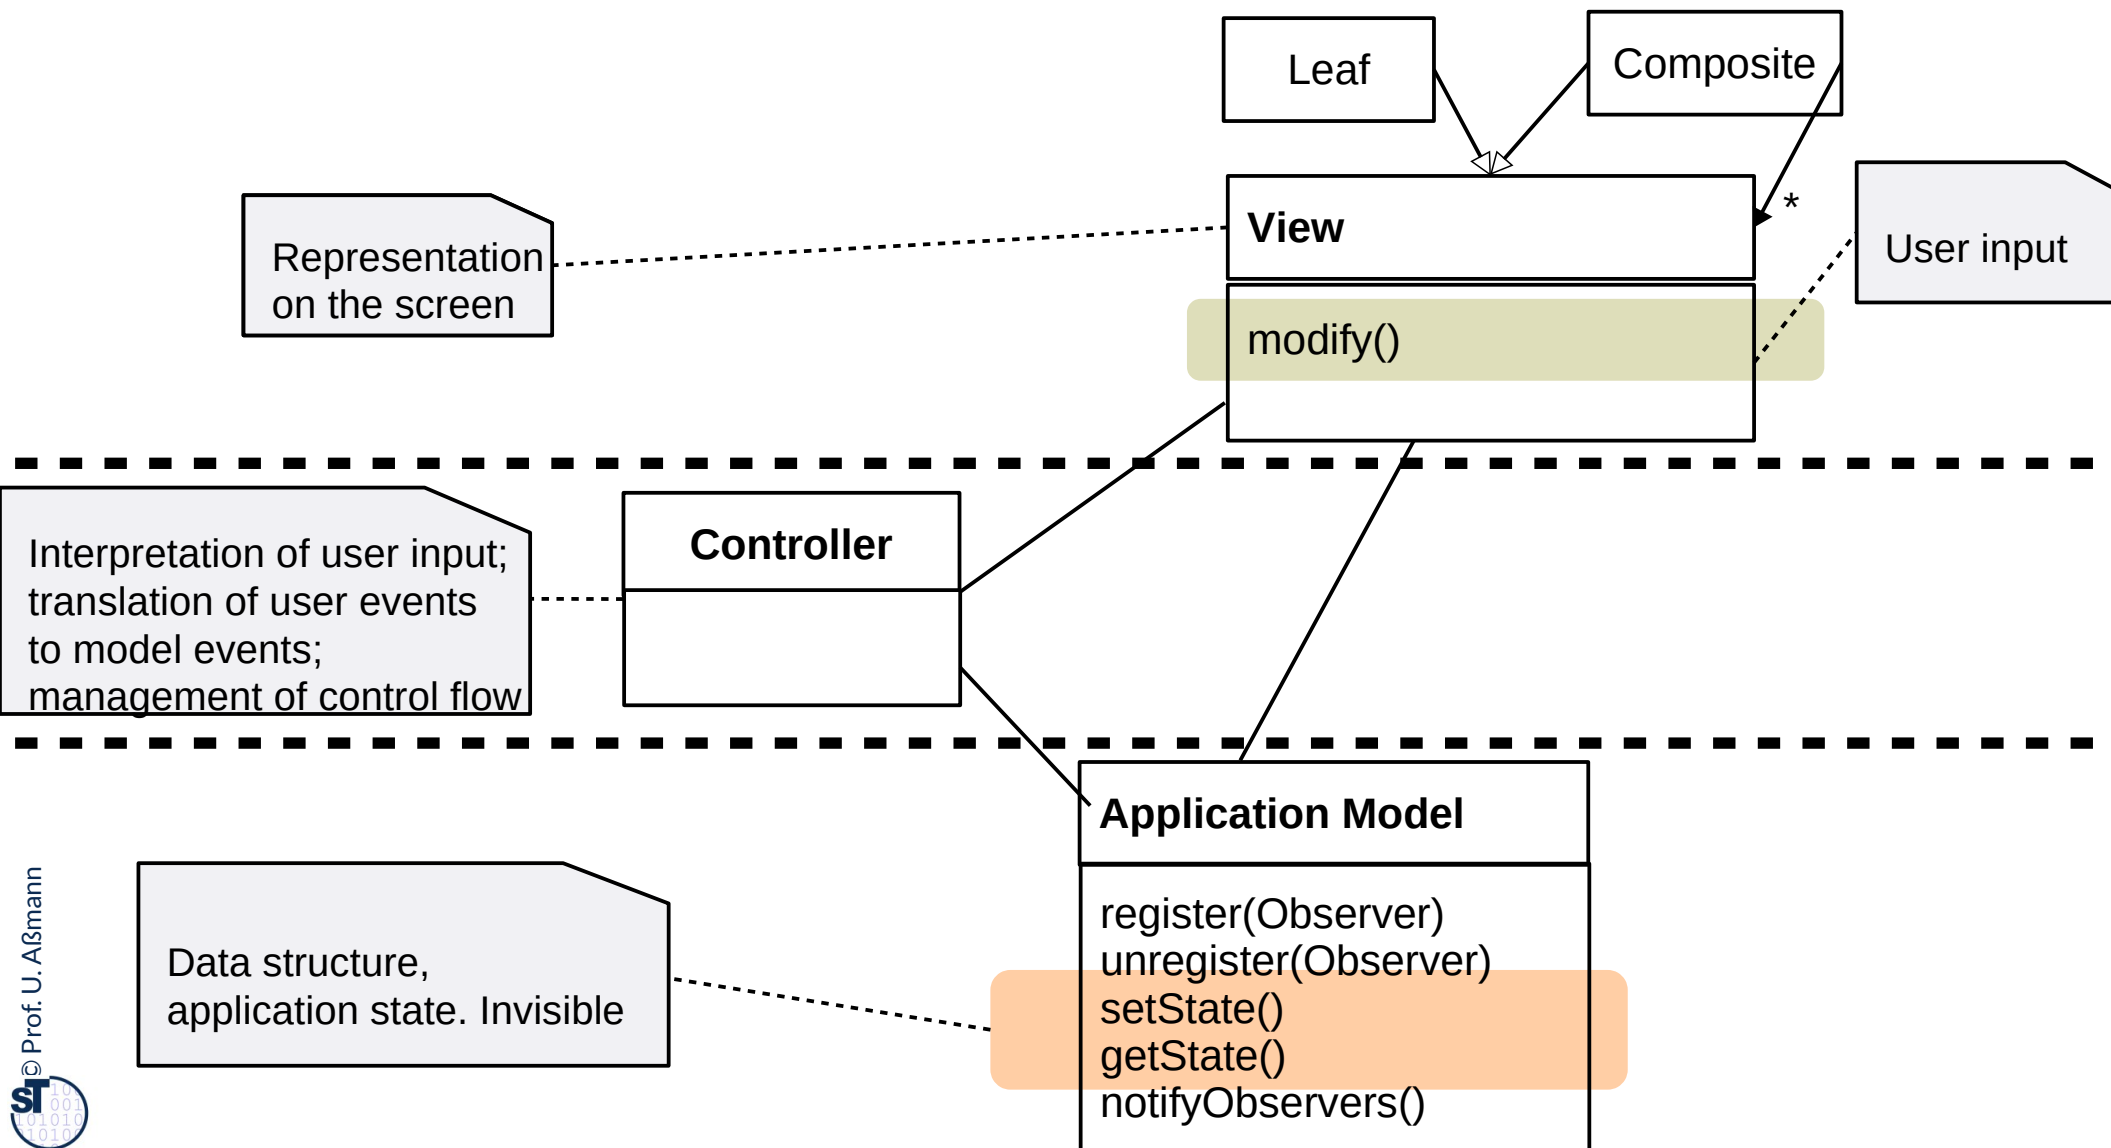 Leaf
Composite
View
*
User input
Representation
on the screen
modify()
Controller
Interpretation of user input;
translation of user events
to model events;
management of control flow
Application Model
register(Observer)
unregister(Observer)
setState()
getState()
notifyObservers()
Data structure,
application state. Invisible
© Prof. U. Aßmann
ST